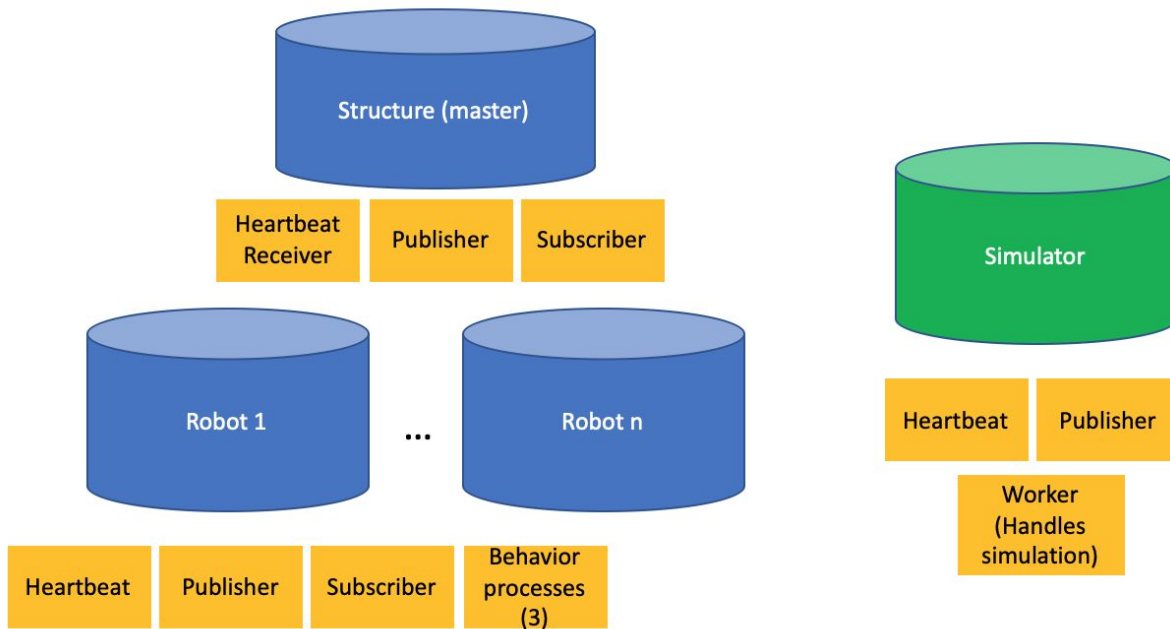 Structure (master)
Heartbeat
Receiver
Publisher
Subscriber
Simulator
Robot 1
...
Robot n
Heartbeat
Publisher
Worker
(Handles
simulation)
Heartbeat
Publisher
Subscriber
Behavior
processes
(3)